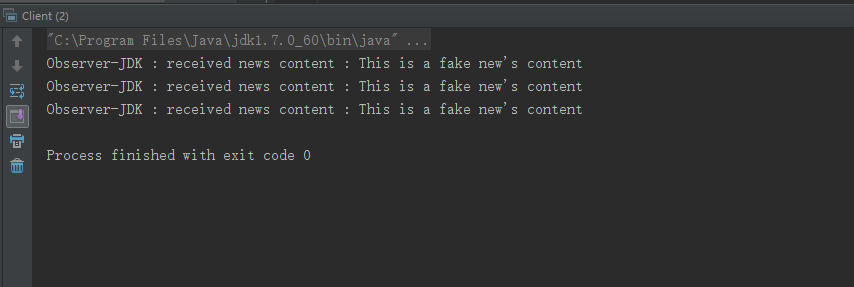 Client (2)
"C:\Program Files\Java\jdk1.7.0_60\bin\java" ...
Observer-JDK : received news content : This is a fake new's content
Observer-JDK : received news content : This is a fake new's content
Observer-JDK : received news content : This is a fake new's content
Process finished with exit code 0